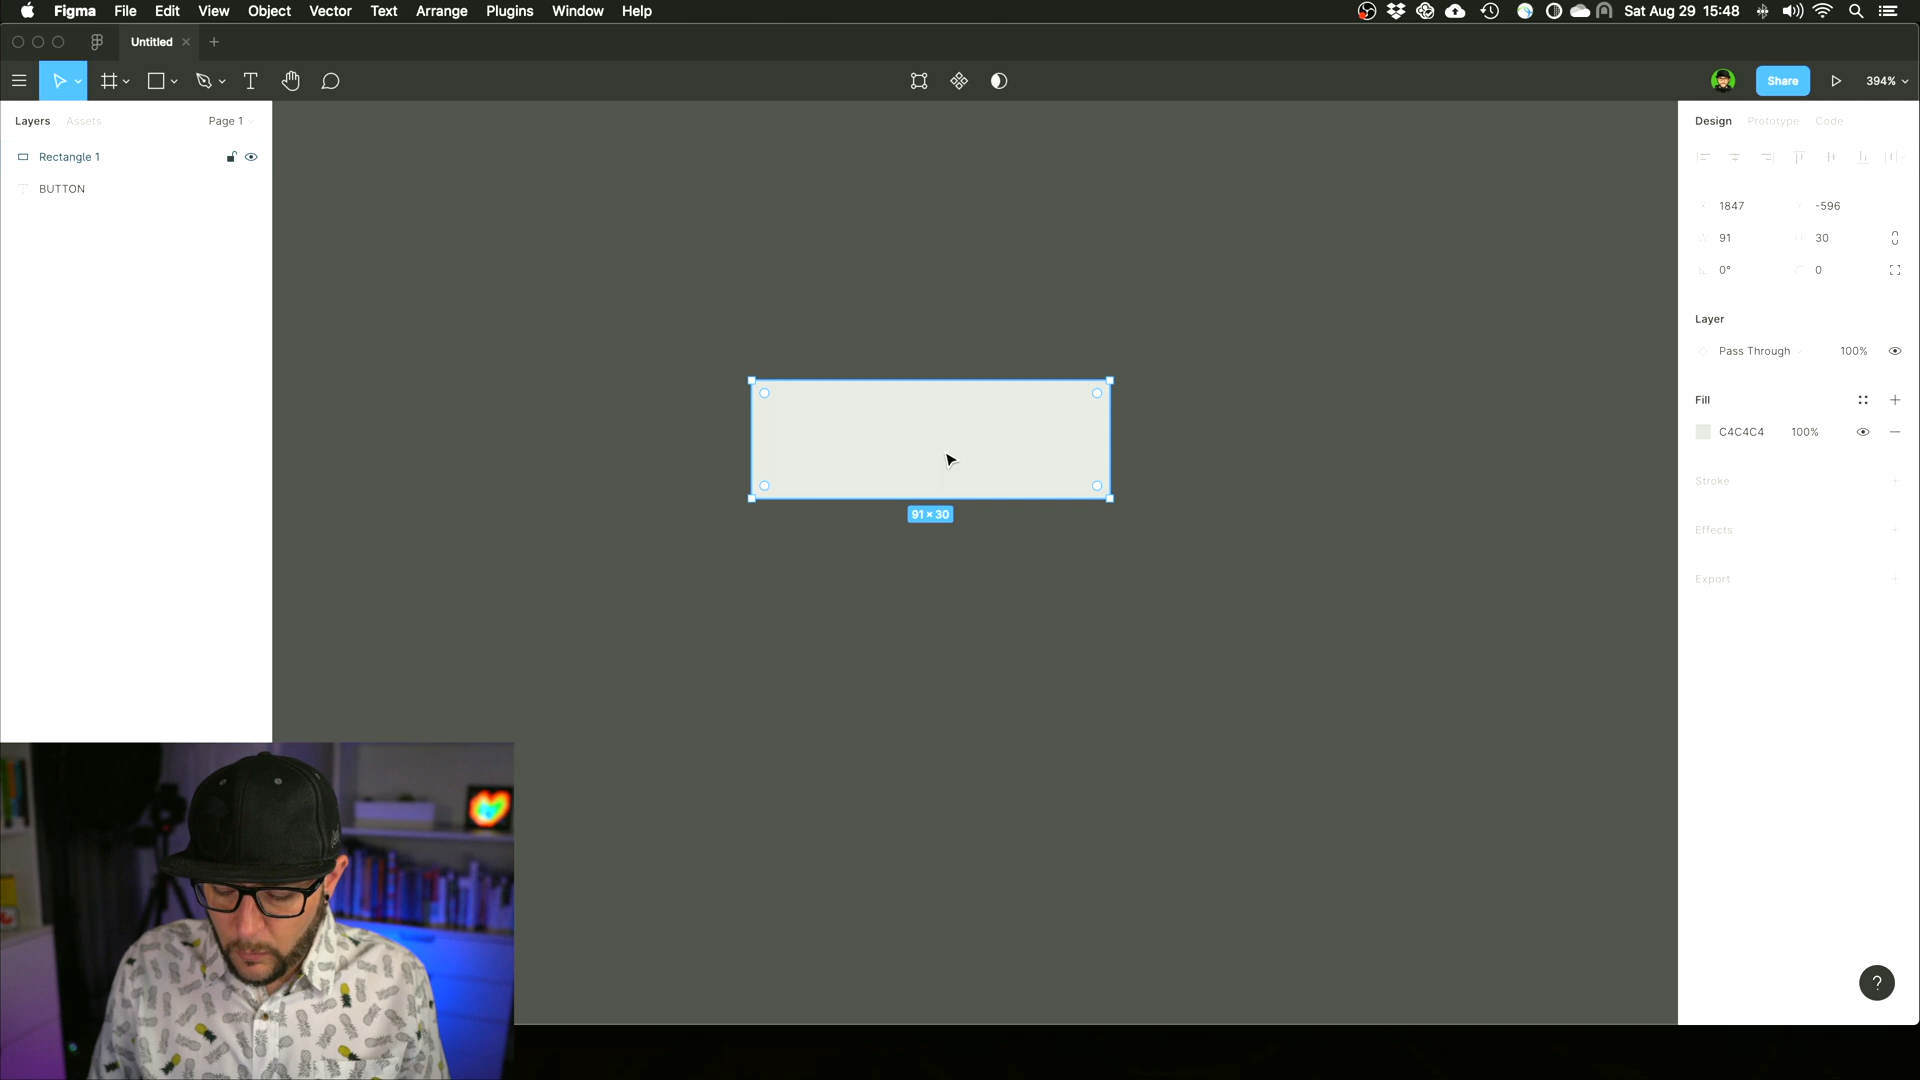 Figma File Edit View Object Vector Text Arrange Plugins Window Help Sat Aug 29 15:48
Untitled
Share 394%
Layers Assets Page 1
Rectangle 1
BUTTON
91 × 30
Design Prototype Code
1847 -596
91 30
0° 0
Layer
Pass Through 100%
Fill
C4C4C4 100%
Stroke
Effects
Export
?